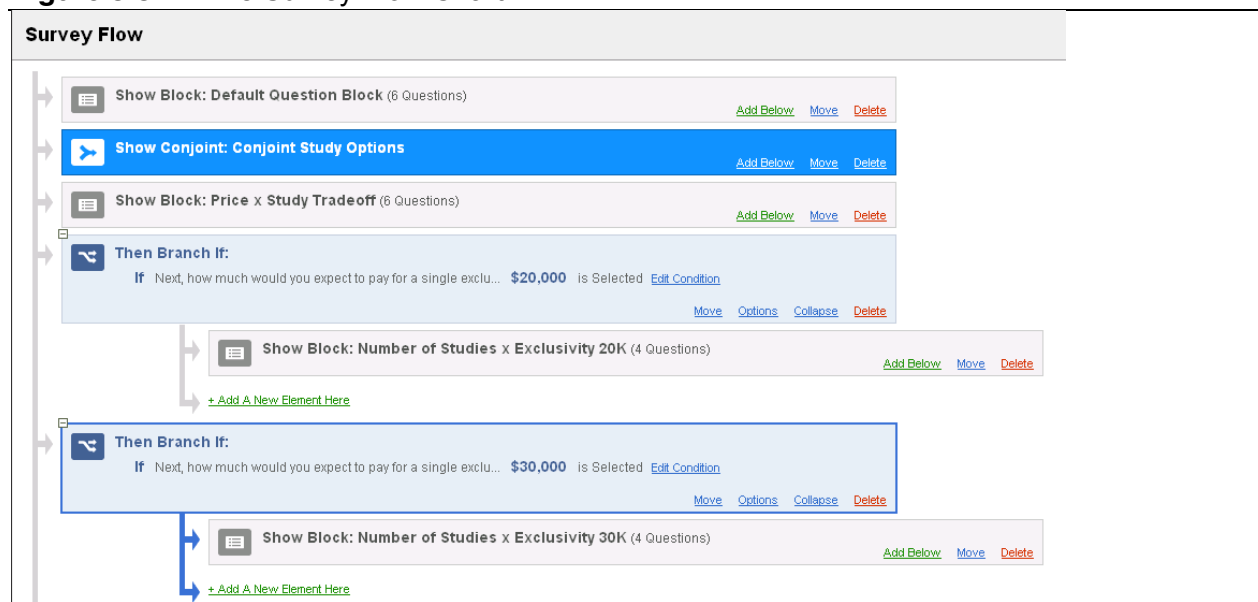 Survey Flow
Show Block: Default Question Block (6 Questions)
Add Below Move Delete
Show Conjoint: Conjoint Study Options
Add Below Move Delete
Show Block: Price x Study Tradeoff (6 Questions)
Add Below Move Delete
Then Branch If:
If Next, how much would you expect to pay for a single exclu... $20,000 is Selected Edit Condition
Move Options Collapse Delete
Show Block: Number of Studies x Exclusivity 20K (4 Questions)
Add Below Move Delete
+ Add A New Element Here
Then Branch If:
If Next, how much would you expect to pay for a single exclu... $30,000 is Selected Edit Condition
Move Options Collapse Delete
Show Block: Number of Studies x Exclusivity 30K (4 Questions)
Add Below Move Delete
+ Add A New Element Here